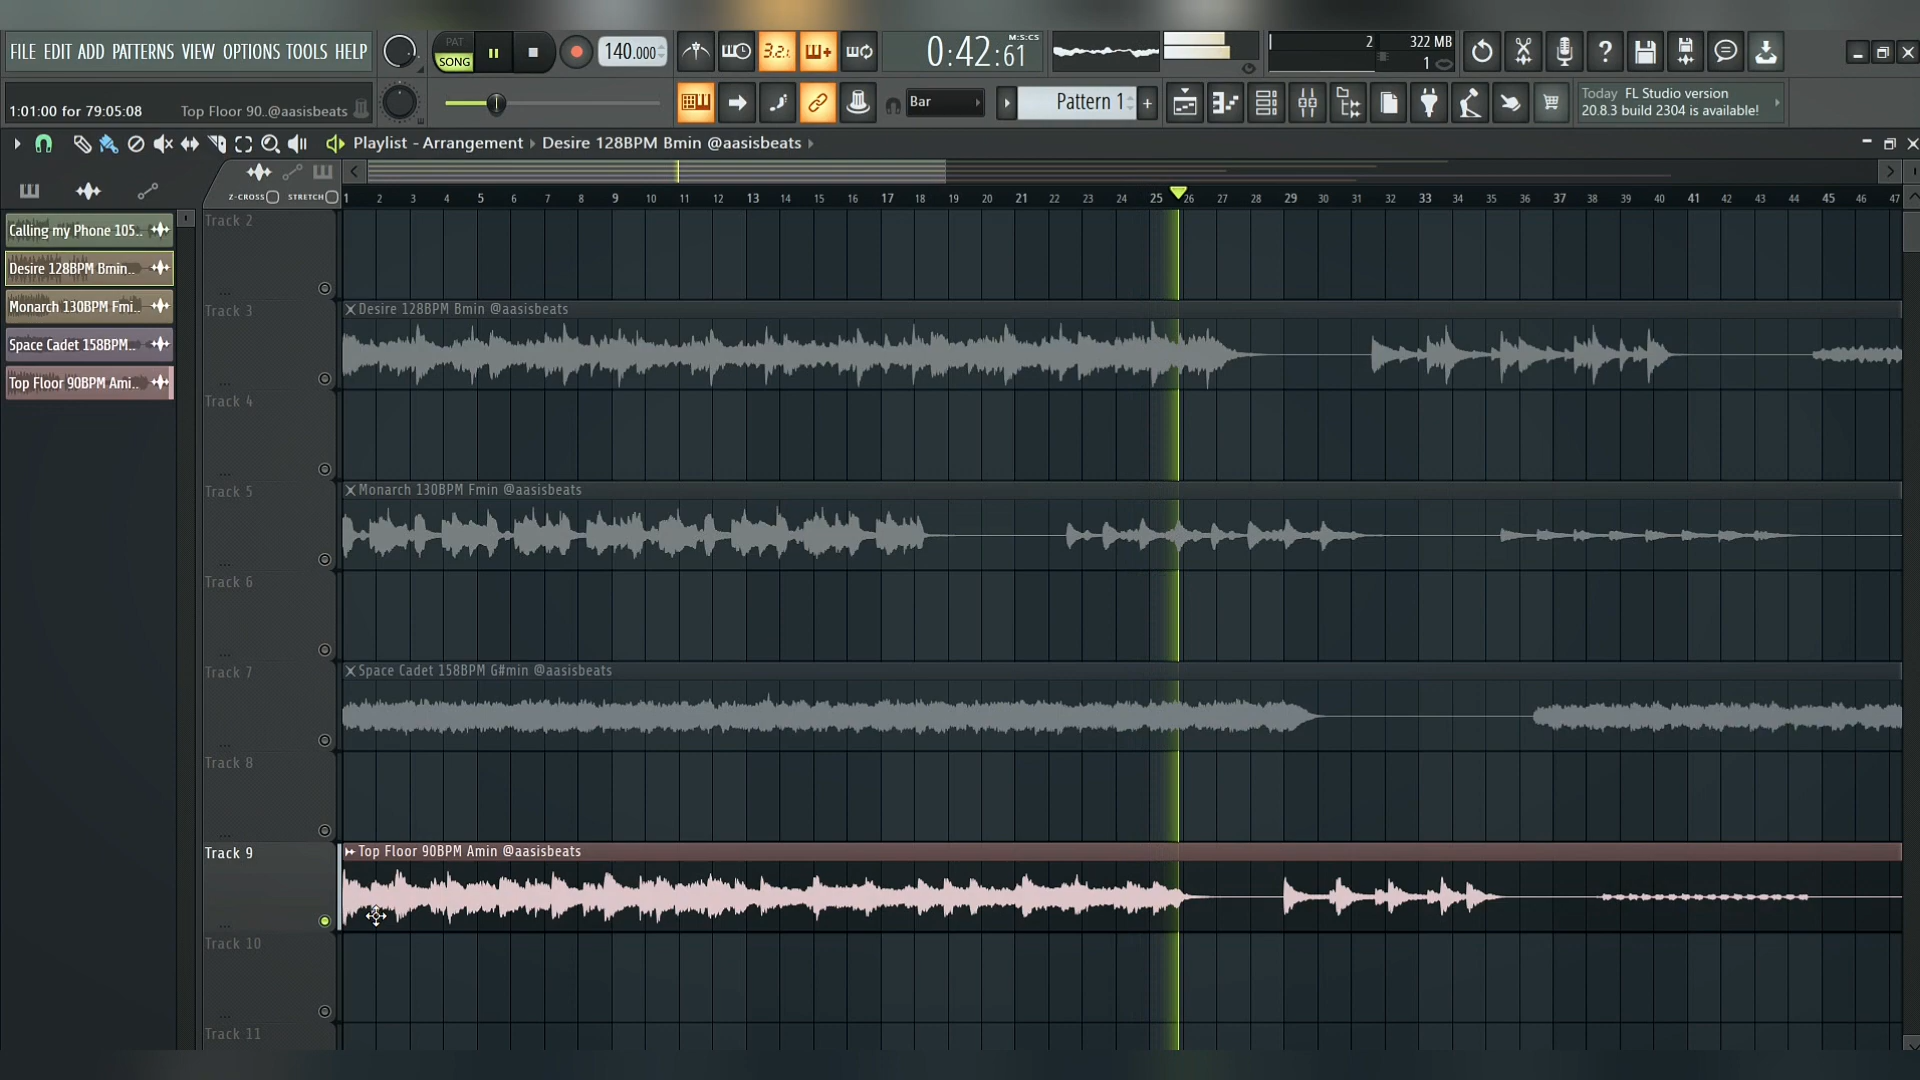 FILE EDIT ADD PATTERNS VIEW OPTIONS TOOLS HELP
PAT
SONG
140.000
3.2.
0:42:61
M:S:CS
2
322 MB
1
1:01:00 for 79:05:08
Top Floor 90..@aasisbeats
Bar
Pattern 1
Today FL Studio version
20.8.3 build 2304 is available!
Playlist - Arrangement Desire 128BPM Bmin @aasisbeats
Z-CROSS STRETCH
1 2 3 4 5 6 7 8 9 10 11 12 13 14 15 16 17 18 19 20 21 22 23 24 25 26 27 28 29 30 31 32 33 34 35 36 37 38 39 40 41 42 43 44 45 46 47
Calling my Phone 105..
Desire 128BPM Bmin..
Monarch 130BPM Fmi..
Space Cadet 158BPM..
Top Floor 90BPM Ami..
Track 2
Track 3
Desire 128BPM Bmin @aasisbeats
Track 4
Track 5
Monarch 130BPM Fmin @aasisbeats
Track 6
Track 7
Space Cadet 158BPM G#min @aasisbeats
Track 8
Track 9
Top Floor 90BPM Amin @aasisbeats
Track 10
Track 11